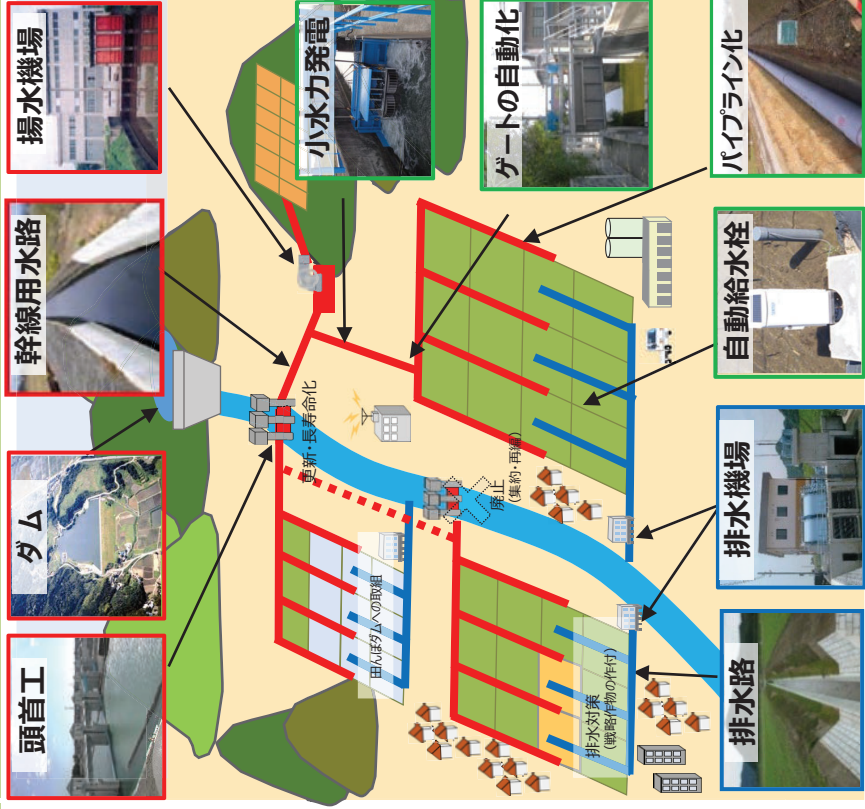 頭首工
ダム
幹線用水路
揚水機場
小水力発電
ゲートの自動化
パイプライン化
自動給水栓
排水機場
排水路
更新・長寿命化
廃止
(集約・再編)
田んぼダムへの取組
排水対策
(戦略作物の作付)